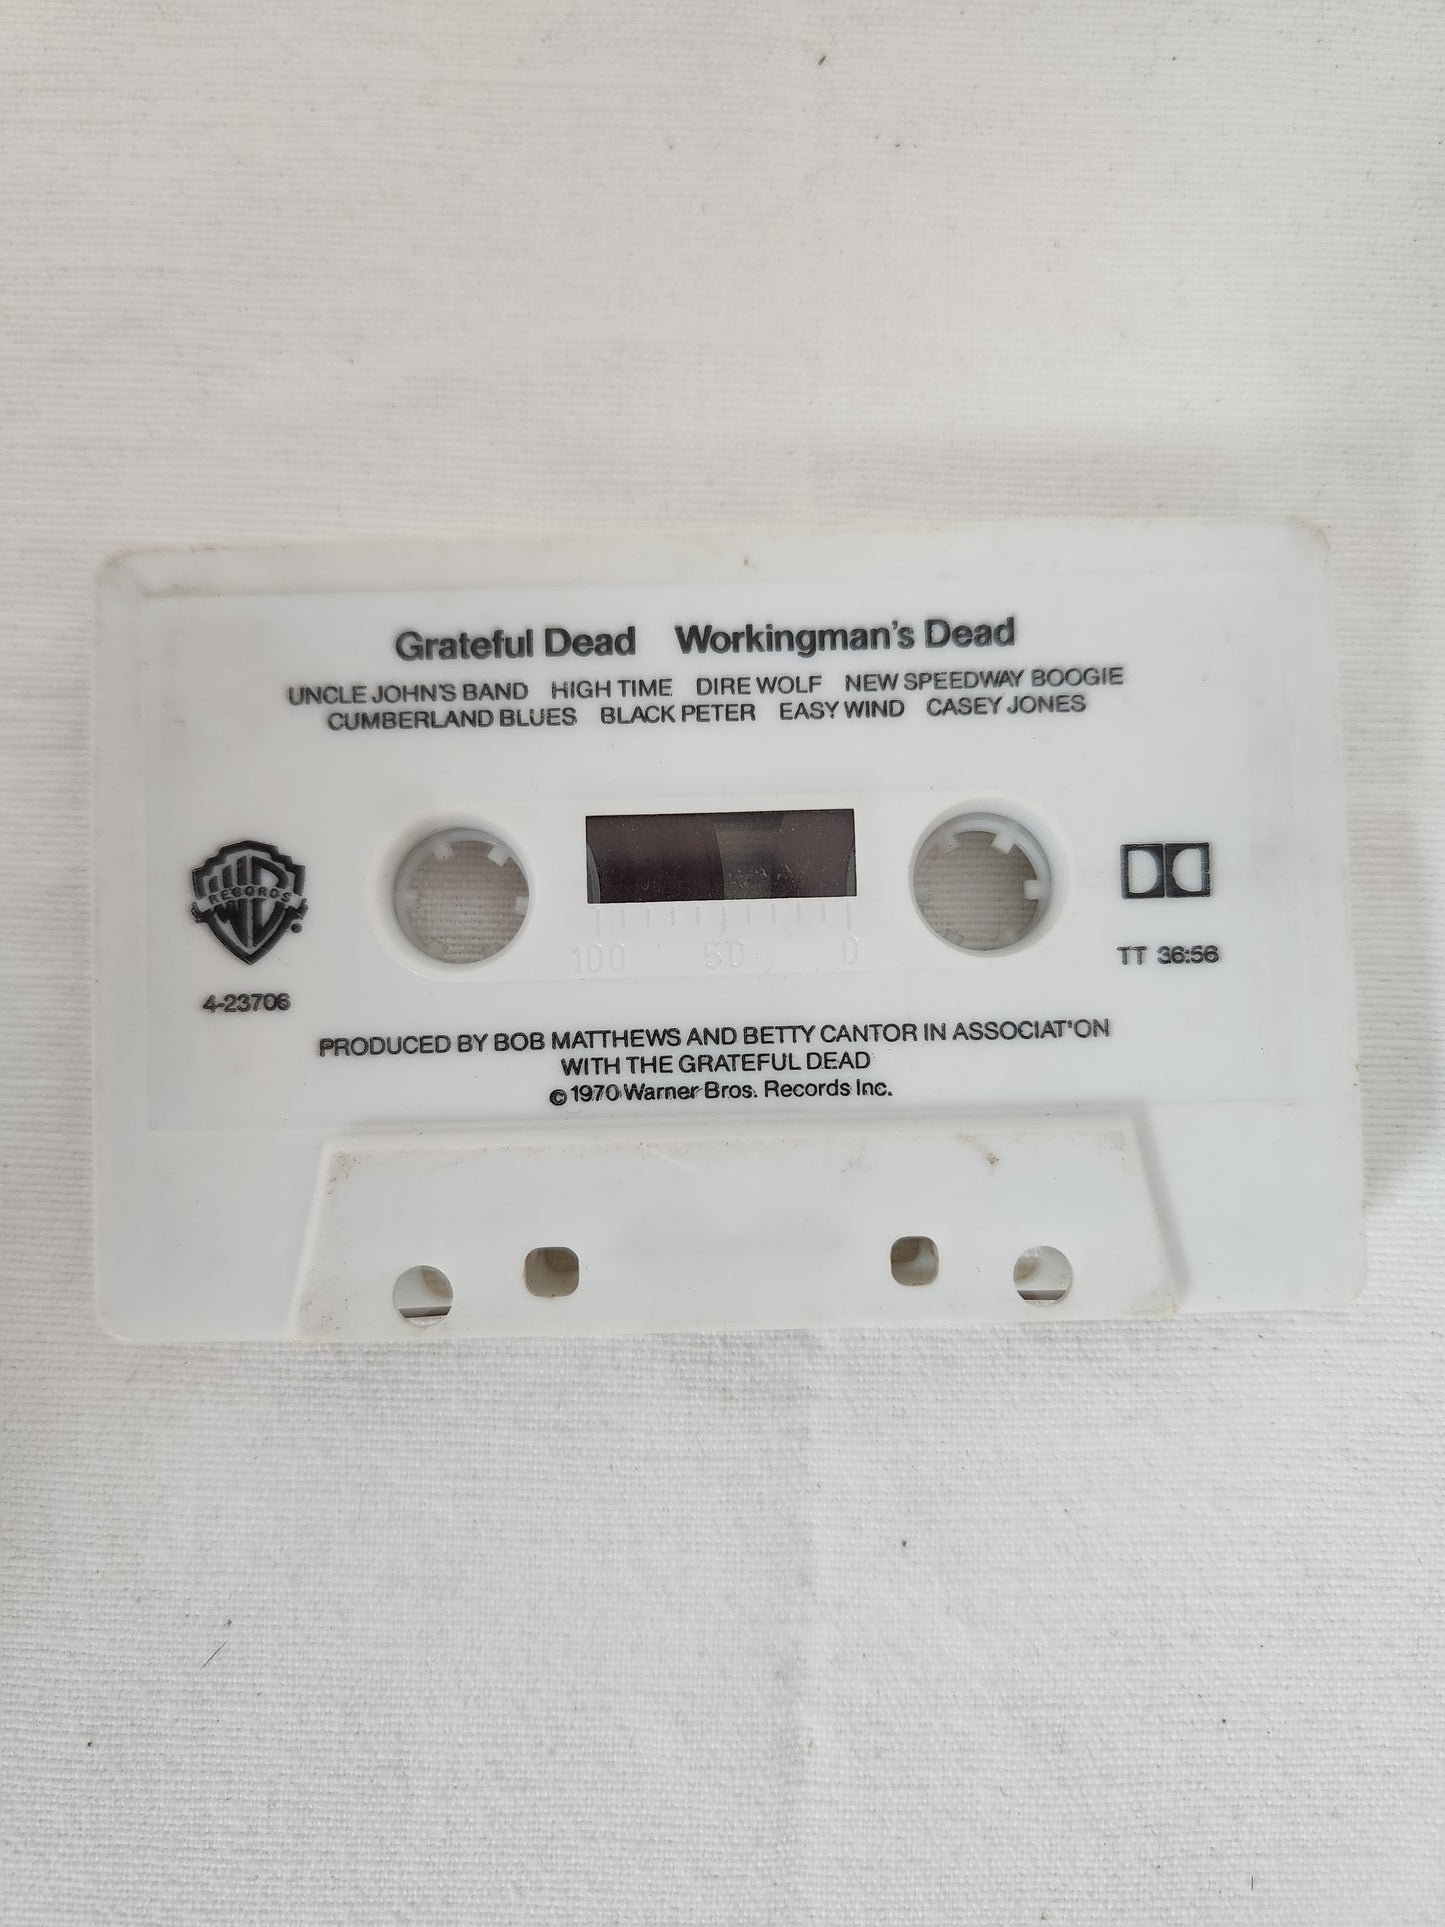 Grateful Dead Workingman's Dead
UNCLE JOHN'S BAND HIGH TIME DIRE WOLF NEW SPEEDWAY BOOGIE
CUMBERLAND BLUES BLACK PETER EASY WIND CASEY JONES
RECORDS
100 50 0
TT 36:56
4-23706
PRODUCED BY BOB MATTHEWS AND BETTY CANTOR IN ASSOCIAT'ON
WITH THE GRATEFUL DEAD
©1970 Warner Bros. Records Inc.